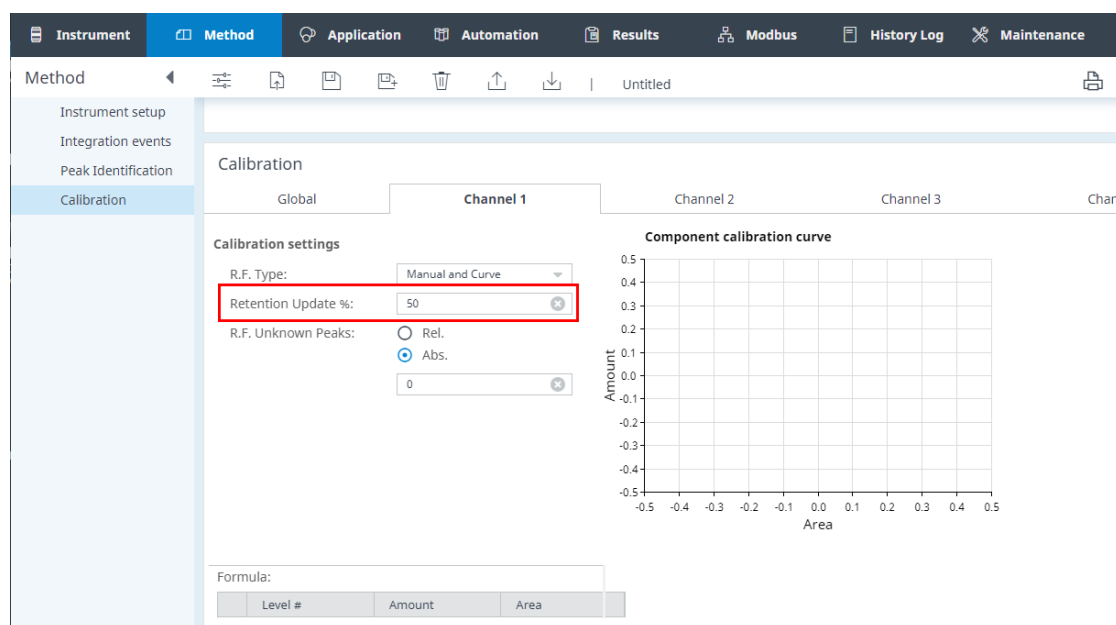 Instrument Method Application Automation Results Modbus History Log Maintenance
Method | Untitled
Instrument setup
Integration events
Peak Identification
Calibration
Calibration
Global Channel 1 Channel 2 Channel 3 Char
Calibration settings
R.F. Type: Manual and Curve
Retention Update %: 50
R.F. Unknown Peaks: Rel.
Abs.
0
Component calibration curve
0.5
0.4
0.3
0.2
0.1
0.0
-0.1
-0.2
-0.3
-0.4
-0.5
Amount
-0.5 -0.4 -0.3 -0.2 -0.1 0.0 0.1 0.2 0.3 0.4 0.5
Area
Formula:
Level # Amount Area